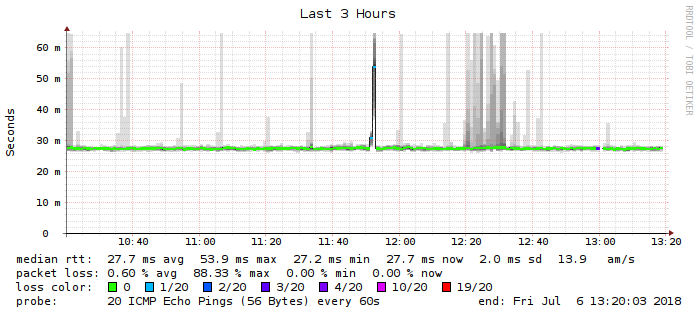 Last 3 Hours
RRDTOOL / TOBI OETIKER
Seconds
60 m
50 m
40 m
30 m
20 m
10 m
0
10:40 11:00 11:20 11:40 12:00 12:20 12:40 13:00 13:20
median rtt: 27.7 ms avg 53.9 ms max 27.2 ms min 27.7 ms now 2.0 ms sd 13.9 am/s
packet loss: 0.60 % avg 88.33 % max 0.00 % min 0.00 % now
loss color: 0 1/20 2/20 3/20 4/20 10/20 19/20
probe: 20 ICMP Echo Pings (56 Bytes) every 60s end: Fri Jul 6 13:20:03 2018